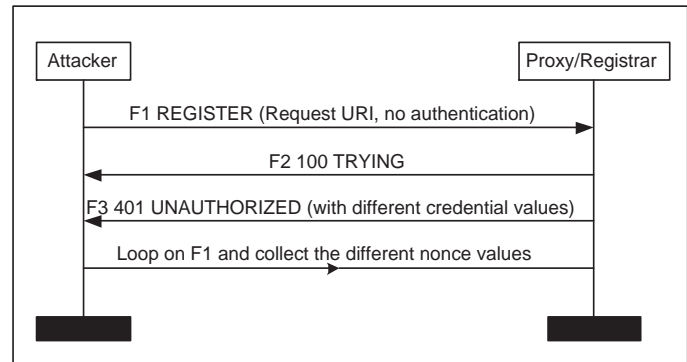 Attacker
Proxy/Registrar
F1 REGISTER (Request URI, no authentication)
F2 100 TRYING
F3 401 UNAUTHORIZED (with different credential values)
Loop on F1 and collect the different nonce values